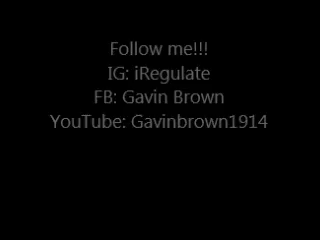 Follow me!!!
IG: iRegulate
FB: Gavin Brown
YouTube: Gavinbrown1914